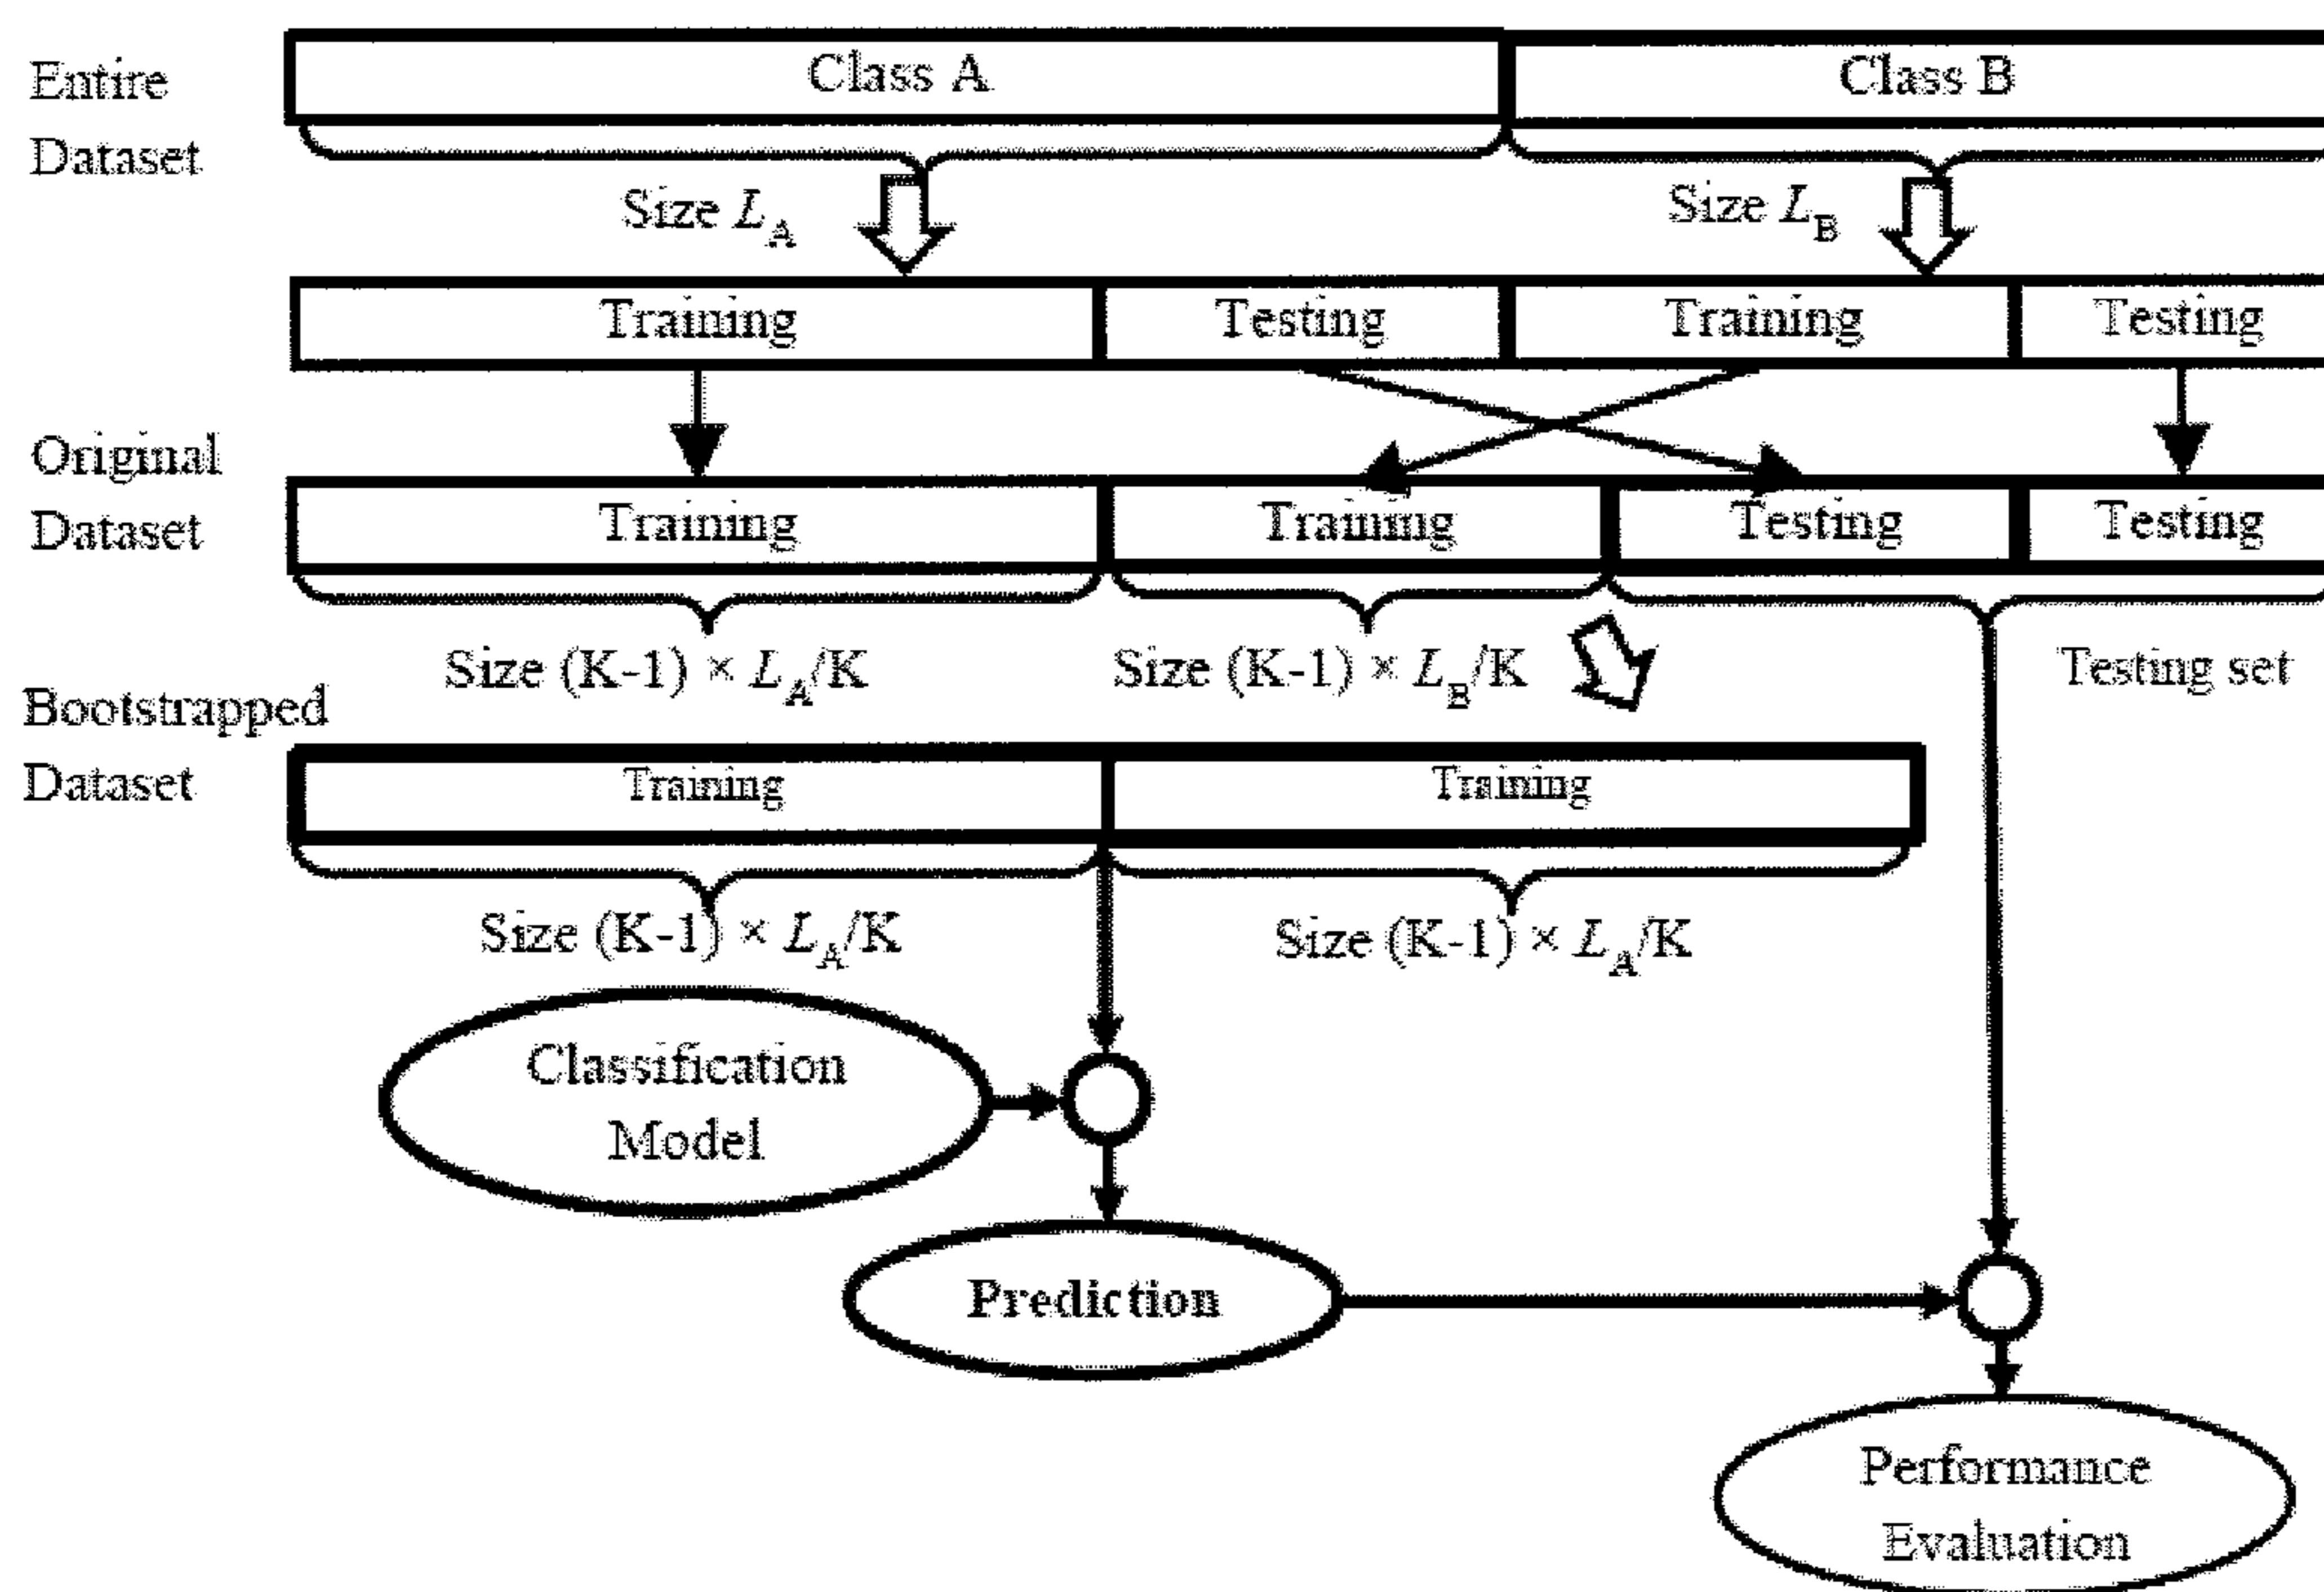 Entire
Dataset
Class A
Class B
Size L_A
Size L_B
Training
Testing
Training
Testing
Original
Dataset
Training
Training
Testing
Testing
Size (K-1) × L_A/K
Size (K-1) × L_B/K
Testing set
Bootstrapped
Dataset
Training
Training
Size (K-1) × L_A/K
Size (K-1) × L_A/K
Classification
Model
Prediction
Performance
Evaluation